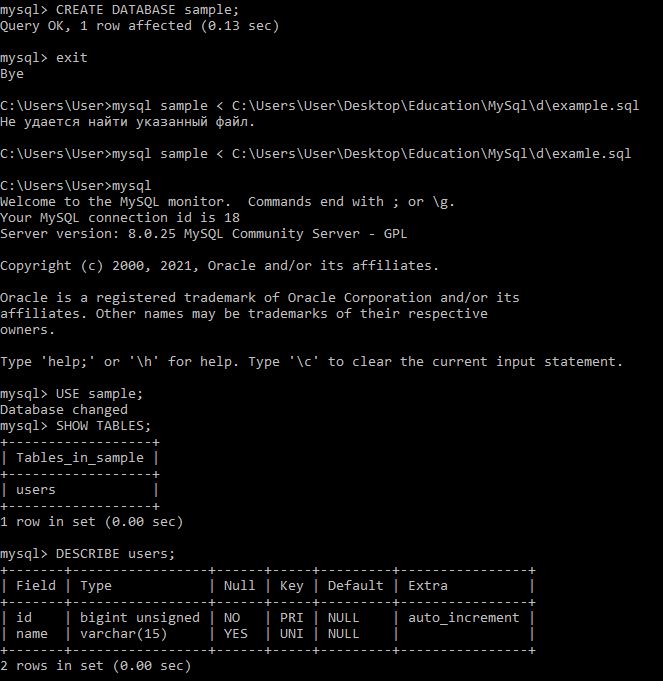 mysql> CREATE DATABASE sample;
Query OK, 1 row affected (0.13 sec)
mysql> exit
Bye
C:\Users\User>mysql sample < C:\Users\User\Desktop\Education\MySql\d\example.sql
Не удается найти указанный файл.
C:\Users\User>mysql sample < C:\Users\User\Desktop\Education\MySql\d\examle.sql
C:\Users\User>mysql
Welcome to the MySQL monitor.  Commands end with ; or \g.
Your MySQL connection id is 18
Server version: 8.0.25 MySQL Community Server - GPL
Copyright (c) 2000, 2021, Oracle and/or its affiliates.
Oracle is a registered trademark of Oracle Corporation and/or its
affiliates. Other names may be trademarks of their respective
owners.
Type 'help;' or '\h' for help. Type '\c' to clear the current input statement.
mysql> USE sample;
Database changed
mysql> SHOW TABLES;
+------------------+
| Tables_in_sample |
+------------------+
| users            |
+------------------+
1 row in set (0.00 sec)
mysql> DESCRIBE users;
+-------+-----------------+------+-----+---------+----------------+
| Field | Type            | Null | Key | Default | Extra          |
+-------+-----------------+------+-----+---------+----------------+
| id    | bigint unsigned | NO   | PRI | NULL    | auto_increment |
| name  | varchar(15)     | YES  | UNI | NULL    |                |
+-------+-----------------+------+-----+---------+----------------+
2 rows in set (0.00 sec)